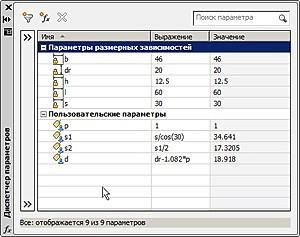 Поиск параметра
Имя Выражение Значение
Параметры размерных зависимостей
b 46 46
dr 20 20
h 12.5 12.5
l 60 60
s 30 30
Пользовательские параметры
p 1 1
s1 s/cos(30) 34.641
s2 s1/2 17.3205
d dr-1.082*p 18.918
Все: отображается 9 из 9 параметров
Диспетчер параметров
fx